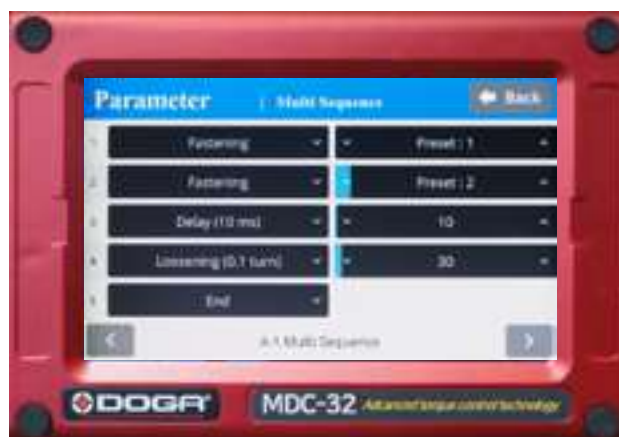 Parameter | Multi Sequence Back
1 Fastening Preset : 1
2 Fastening Preset : 2
3 Delay (10 ms) 10
4 Loosening (0.1 turn) 30
5 End
A-1 Multi Sequence
DOGA MDC-32 Advanced torque control technology